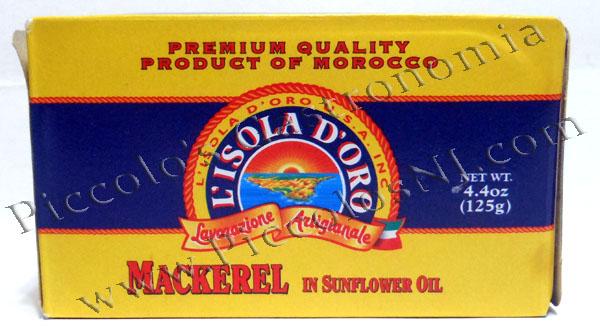 PREMIUM QUALITY
PRODUCT OF MOROCCO
L'ISOLA D'ORO U.S.A. INC
L'ISOLA D'ORO
Lavorazione Artigianale
NET WT.
4.4oz
(125g)
MACKEREL IN SUNFLOWER OIL
Piccolo's Gastronomia
www.PiccolosNJ.com